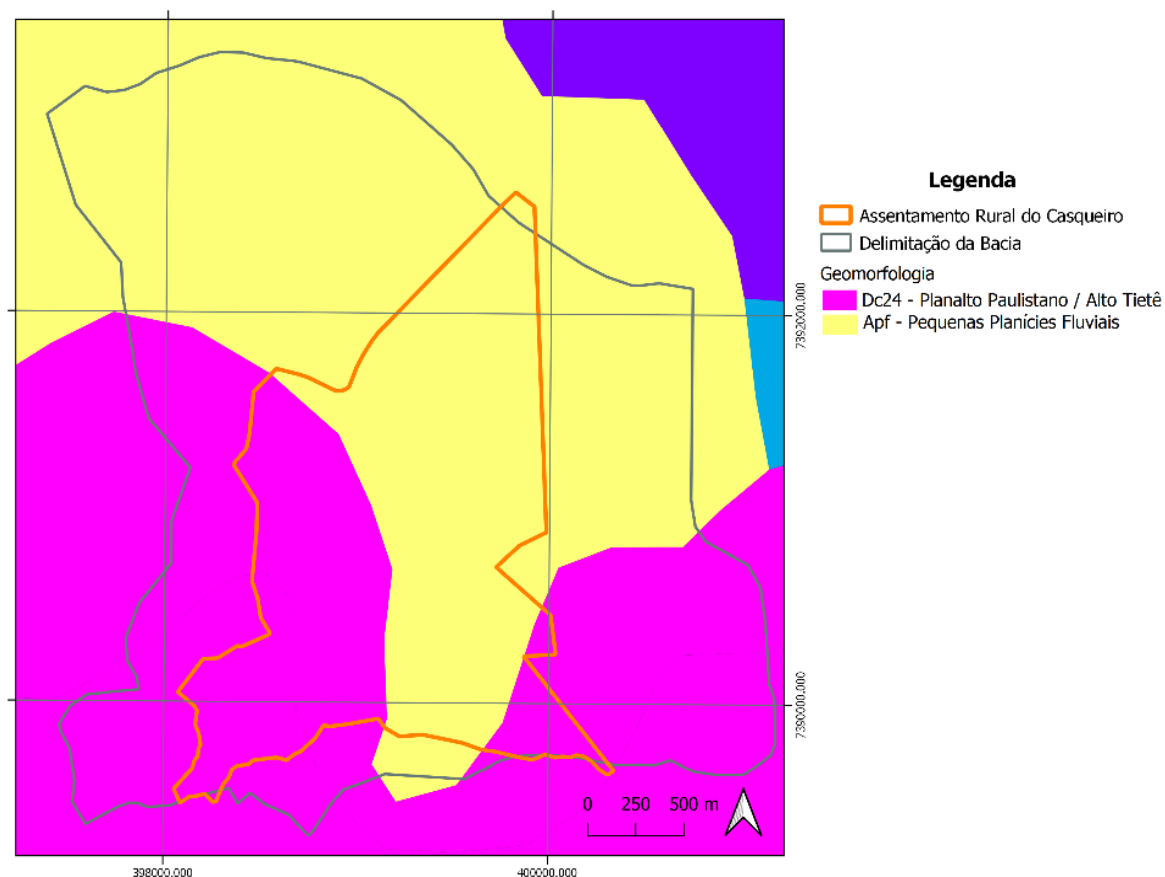 Legenda
Assentamento Rural do Casqueiro
Delimitação da Bacia
Geomorfologia
Dc24 - Planalto Paulistano / Alto Tietê
Apf - Pequenas Planícies Fluviais
7392000.000
7390000.000
0 250 500 m
398000.000
400000.000